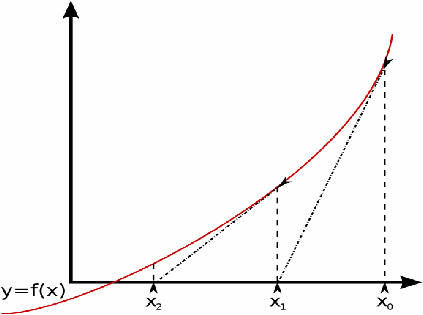 y=f(x)
x₂
x₁
x₀